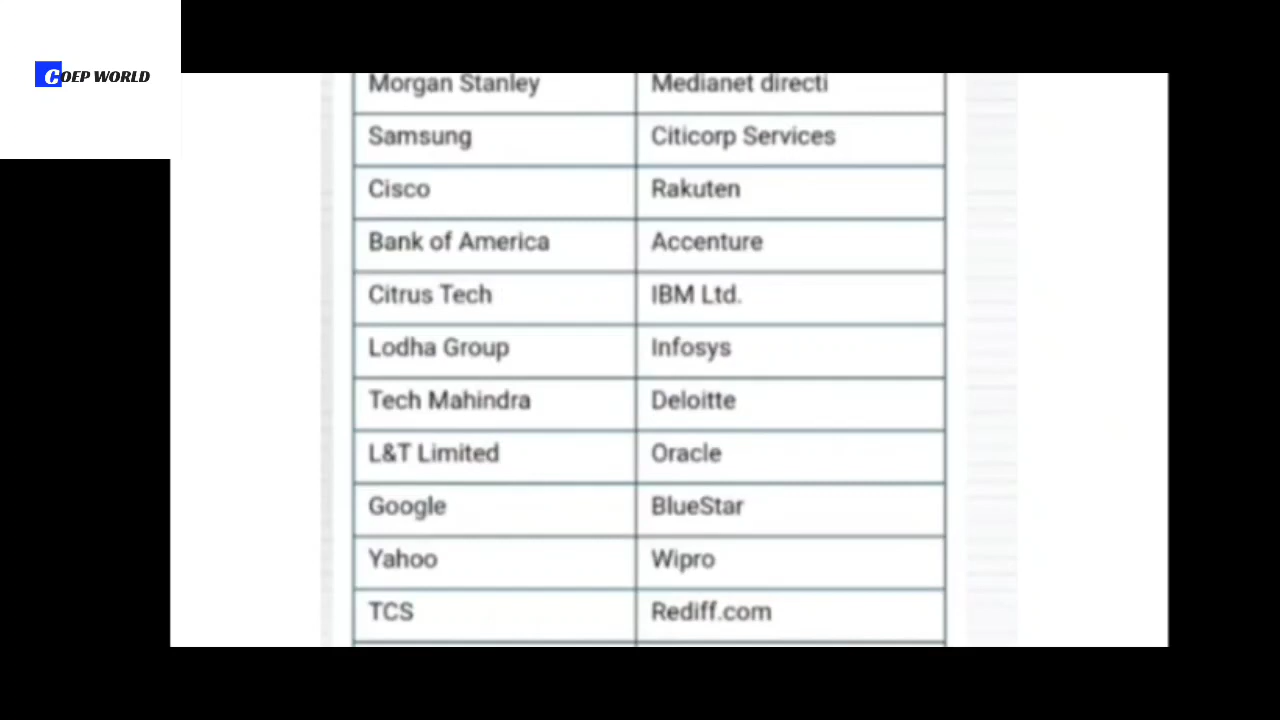 COEP WORLD
Morgan Stanley Medianet directi
Samsung Citicorp Services
Cisco Rakuten
Bank of America Accenture
Citrus Tech IBM Ltd.
Lodha Group Infosys
Tech Mahindra Deloitte
L&T Limited Oracle
Google BlueStar
Yahoo Wipro
TCS Rediff.com